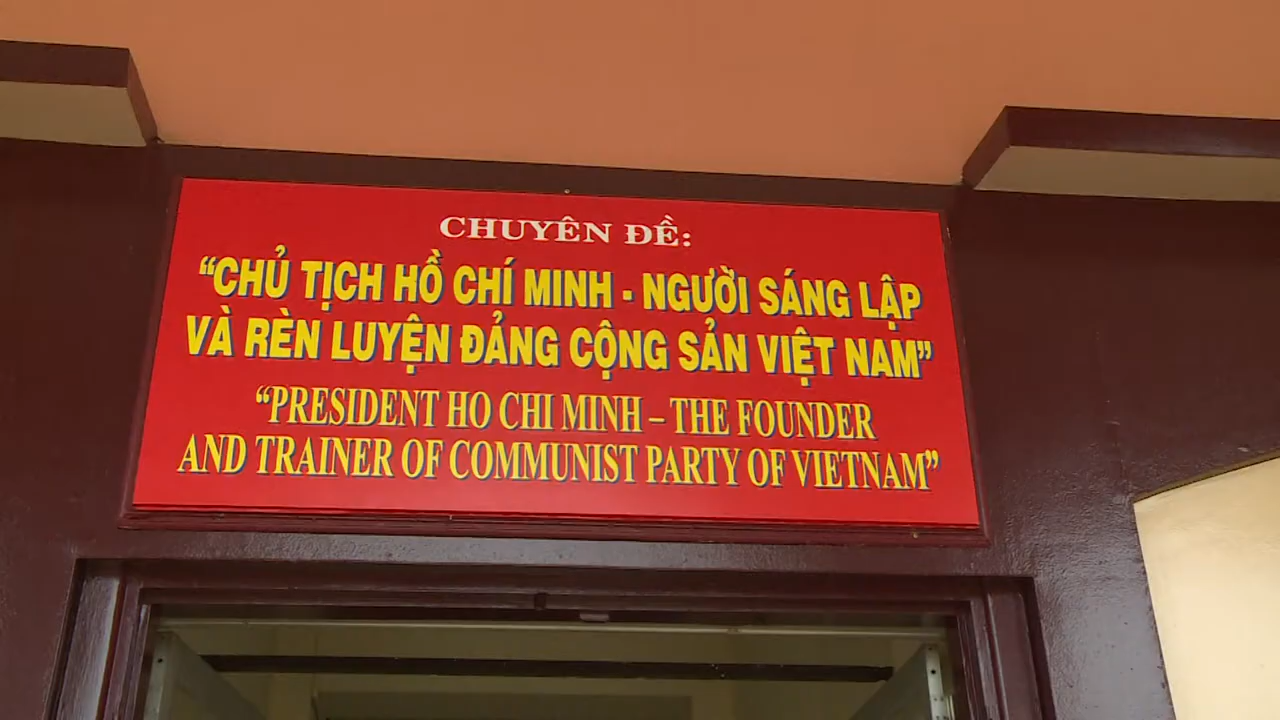 CHUYÊN ĐỀ:
“CHỦ TỊCH HỒ CHÍ MINH - NGƯỜI SÁNG LẬP
VÀ RÈN LUYỆN ĐẢNG CỘNG SẢN VIỆT NAM”
“PRESIDENT HO CHI MINH – THE FOUNDER
AND TRAINER OF COMMUNIST PARTY OF VIETNAM”